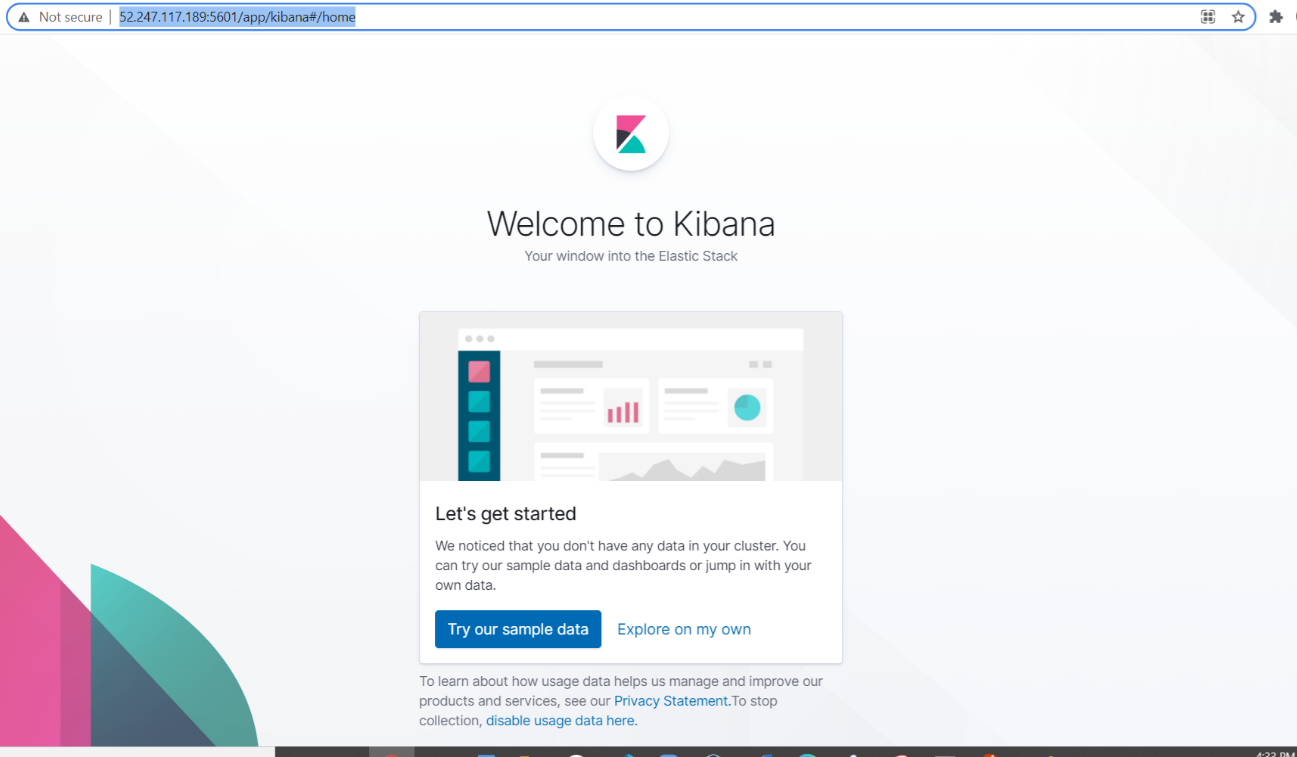 Not secure | 52.247.117.189:5601/app/kibana#/home
Welcome to Kibana
Your window into the Elastic Stack
Let's get started
We noticed that you don't have any data in your cluster. You
can try our sample data and dashboards or jump in with your
own data.
Try our sample data Explore on my own
To learn about how usage data helps us manage and improve our
products and services, see our Privacy Statement.To stop
collection, disable usage data here.
4:33 PM